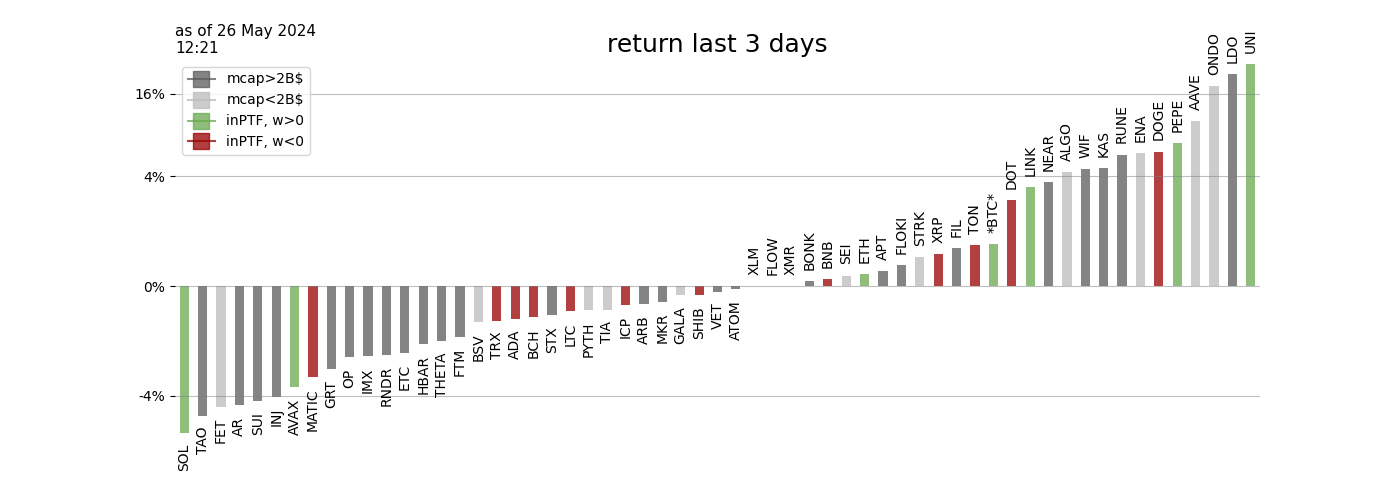 as of 26 May 2024
12:21
return last 3 days
mcap>2B$
mcap<2B$
inPTF, w>0
inPTF, w<0
16%
4%
0%
-4%
SOL
TAO
FET
AR
SUI
INJ
AVAX
MATIC
GRT
OP
IMX
RNDR
ETC
HBAR
THETA
FTM
BSV
TRX
ADA
BCH
STX
LTC
PYTH
TIA
ICP
ARB
MKR
GALA
SHIB
VET
ATOM
XLM
FLOW
XMR
BONK
BNB
SEI
ETH
APT
FLOKI
STRK
XRP
FIL
TON
*BTC*
DOT
LINK
NEAR
ALGO
WIF
KAS
RUNE
ENA
DOGE
PEPE
AAVE
ONDO
LDO
UNI